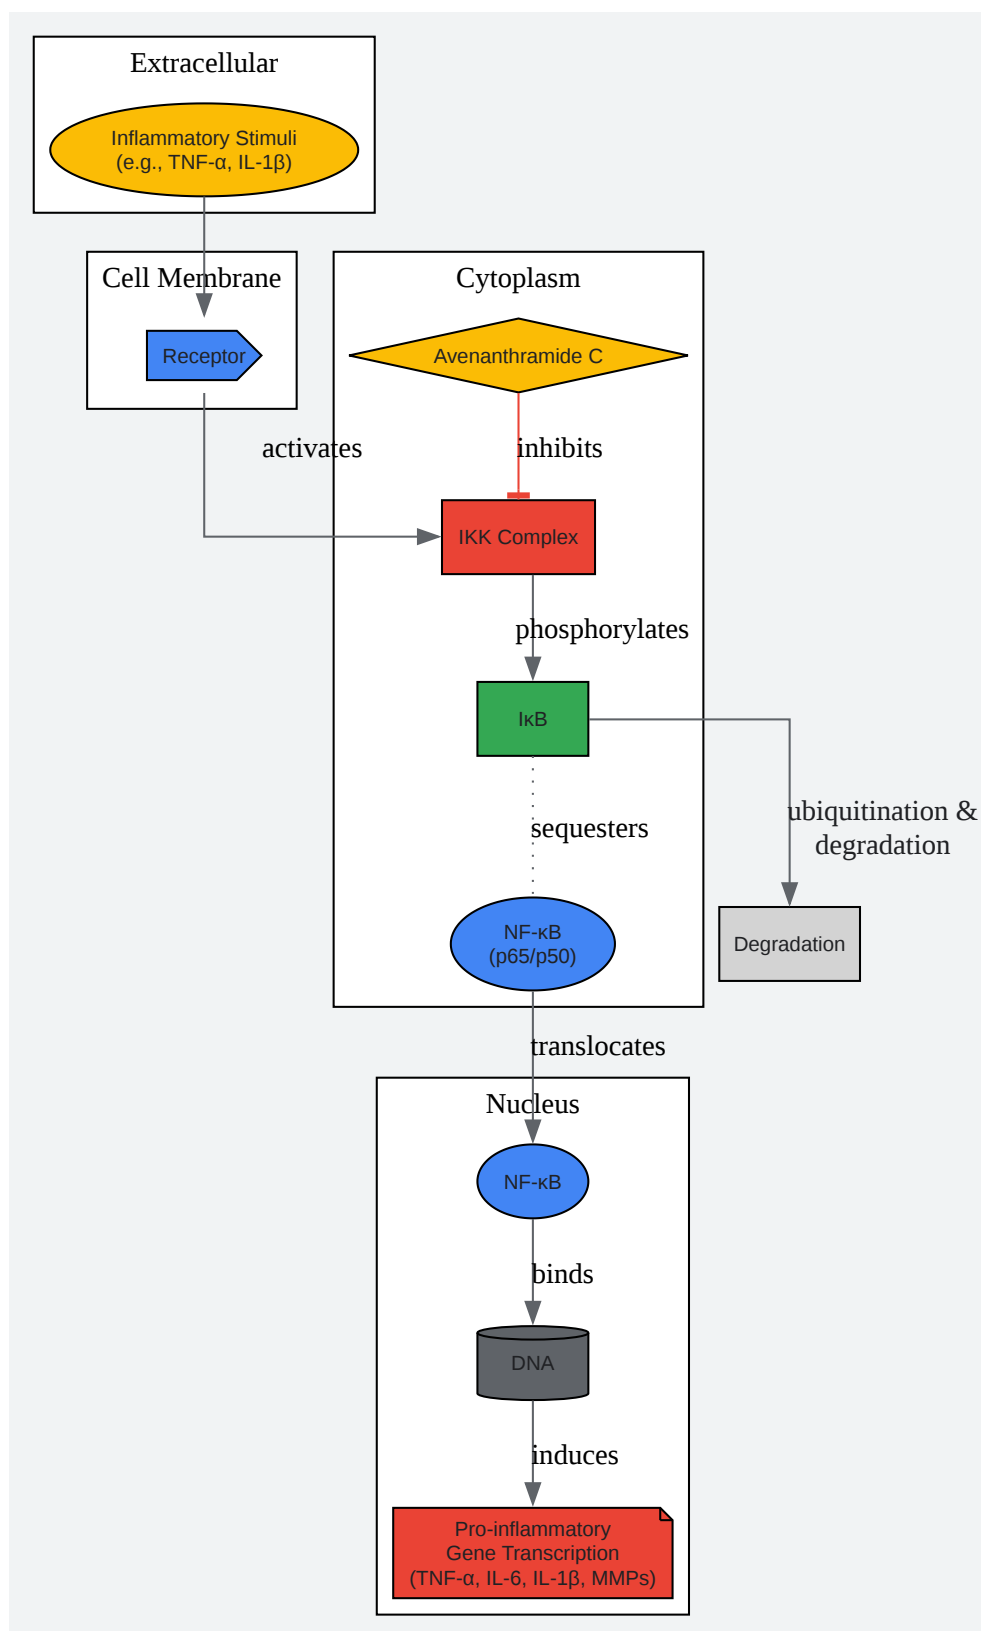 Extracellular
Inflammatory Stimuli
(e.g., TNF-α, IL-1β)
Cell Membrane
Receptor
Cytoplasm
Avenanthramide C
activates
inhibits
IKK Complex
phosphorylates
IκB
sequesters
ubiquitination &
degradation
NF-κB
(p65/p50)
Degradation
translocates
Nucleus
NF-κB
binds
DNA
induces
Pro-inflammatory
Gene Transcription
(TNF-α, IL-6, IL-1β, MMPs)